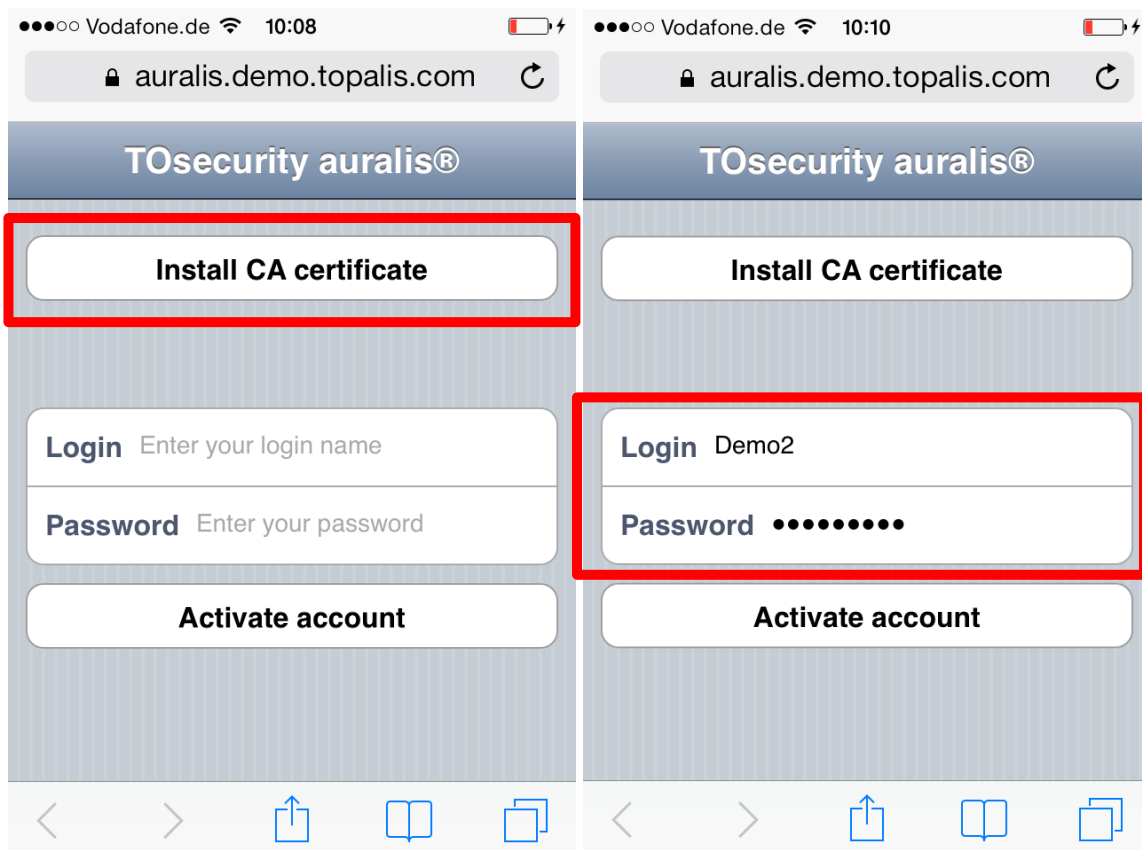 Vodafone.de 10:08
auralis.demo.topalis.com
TOsecurity auralis®
Install CA certificate
Login Enter your login name
Password Enter your password
Activate account
Vodafone.de 10:10
auralis.demo.topalis.com
TOsecurity auralis®
Install CA certificate
Login Demo2
Password •••••••••
Activate account